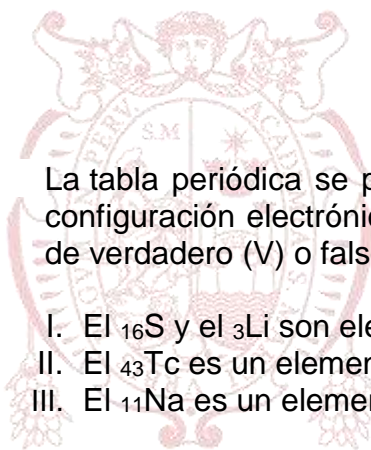 S.M
La tabla periódica se p
configuración electrónic
de verdadero (V) o fals
I. El ₁₆S y el ₃Li son ele
II. El ₄₃Tc es un elemen
III. El ₁₁Na es un elemen